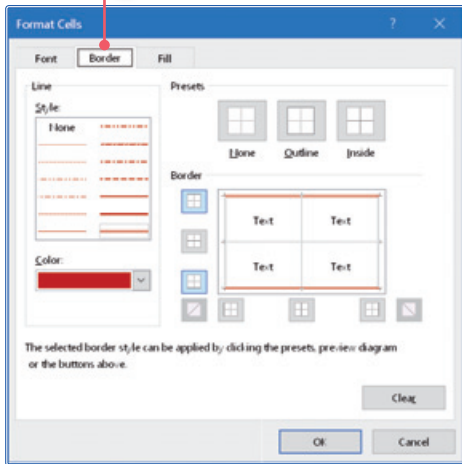 Format Cells ? ×
Font Border Fill
Line
Style:
None
Color:
Presets
None Outline Inside
Border
Text Text
Text Text
The selected border style can be applied by clicking the presets, preview diagram
or the buttons above.
Clear
OK Cancel